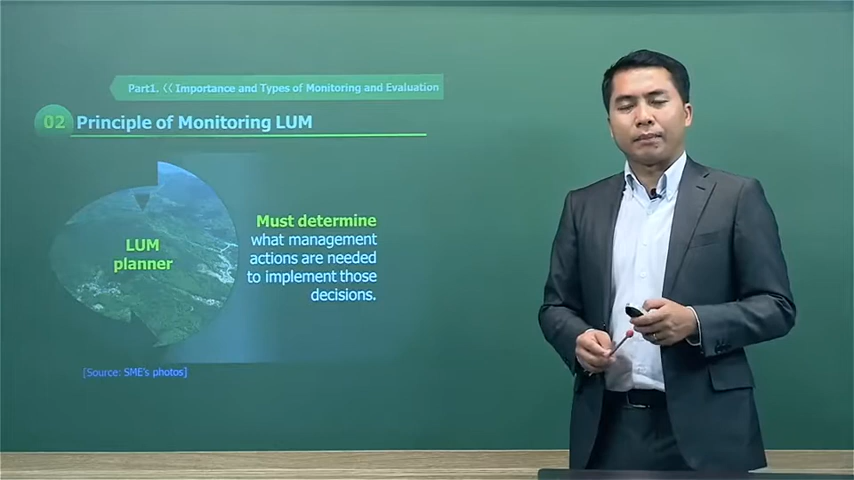 Part1. 《 Importance and Types of Monitoring and Evaluation
02 Principle of Monitoring LUM
LUM
planner
Must determine
what management
actions are needed
to implement those
decisions.
[Source: SME's photos]